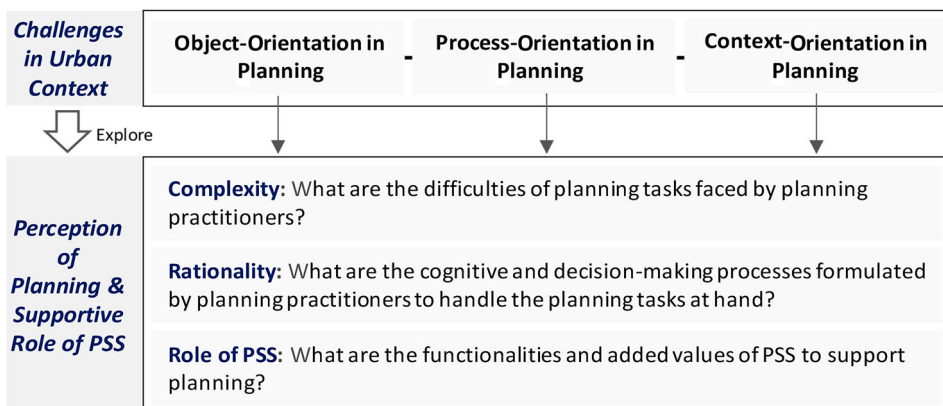 Challenges
in Urban
Context
Object-Orientation in
Planning
-
Process-Orientation in
Planning
-
Context-Orientation in
Planning
Explore
Perception
of
Planning &
Supportive
Role of PSS
Complexity: What are the difficulties of planning tasks faced by planning
practitioners?
Rationality: What are the cognitive and decision-making processes formulated
by planning practitioners to handle the planning tasks at hand?
Role of PSS: What are the functionalities and added values of PSS to support
planning?